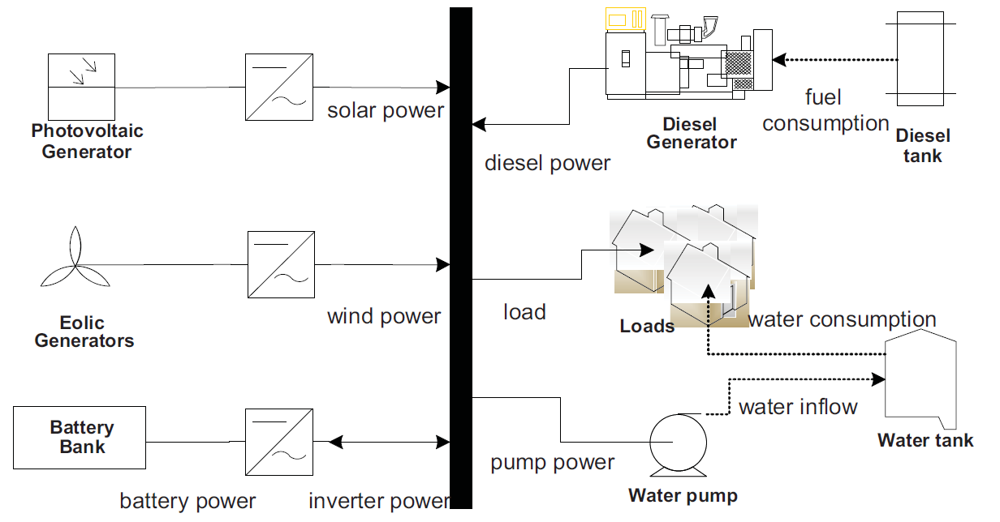 solar power
Photovoltaic
Generator
wind power
Eolic
Generators
Battery
Bank
battery power
inverter power
fuel
consumption
Diesel
Generator
Diesel
tank
diesel power
load
Loads
water consumption
water inflow
Water tank
pump power
Water pump